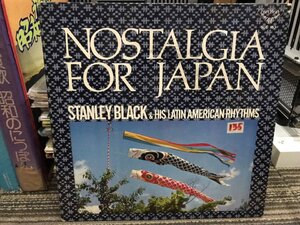 NOSTALGIA
FOR JAPAN
STANLEY BLACK & HIS LATIN AMERICAN RHYTHMS
135